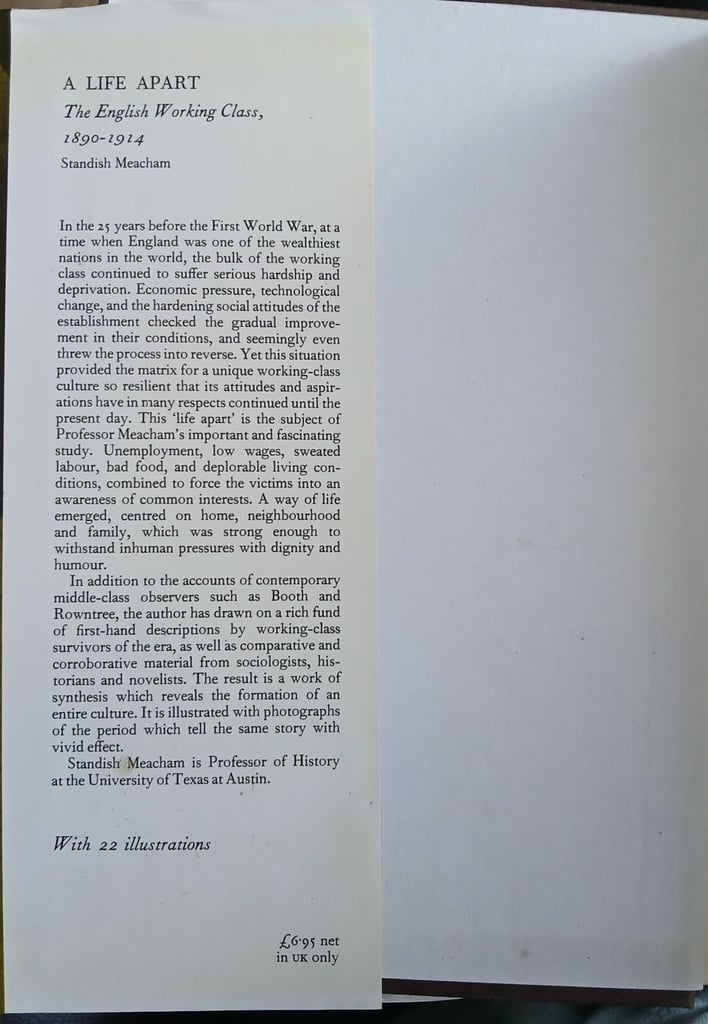 A LIFE APART
The English Working Class,
1890-1914
Standish Meacham
In the 25 years before the First World War, at a
time when England was one of the wealthiest
nations in the world, the bulk of the working
class continued to suffer serious hardship and
deprivation. Economic pressure, technological
change, and the hardening social attitudes of the
establishment checked the gradual improve-
ment in their conditions, and seemingly even
threw the process into reverse. Yet this situation
provided the matrix for a unique working-class
culture so resilient that its attitudes and aspir-
ations have in many respects continued until the
present day. This ‘life apart’ is the subject of
Professor Meacham’s important and fascinating
study. Unemployment, low wages, sweated
labour, bad food, and deplorable living con-
ditions, combined to force the victims into an
awareness of common interests. A way of life
emerged, centred on home, neighbourhood
and family, which was strong enough to
withstand inhuman pressures with dignity and
humour.
In addition to the accounts of contemporary
middle-class observers such as Booth and
Rowntree, the author has drawn on a rich fund
of first-hand descriptions by working-class
survivors of the era, as well as comparative and
corroborative material from sociologists, his-
torians and novelists. The result is a work of
synthesis which reveals the formation of an
entire culture. It is illustrated with photographs
of the period which tell the same story with
vivid effect.
Standish Meacham is Professor of History
at the University of Texas at Austin.
With 22 illustrations
£6·95 net
in UK only